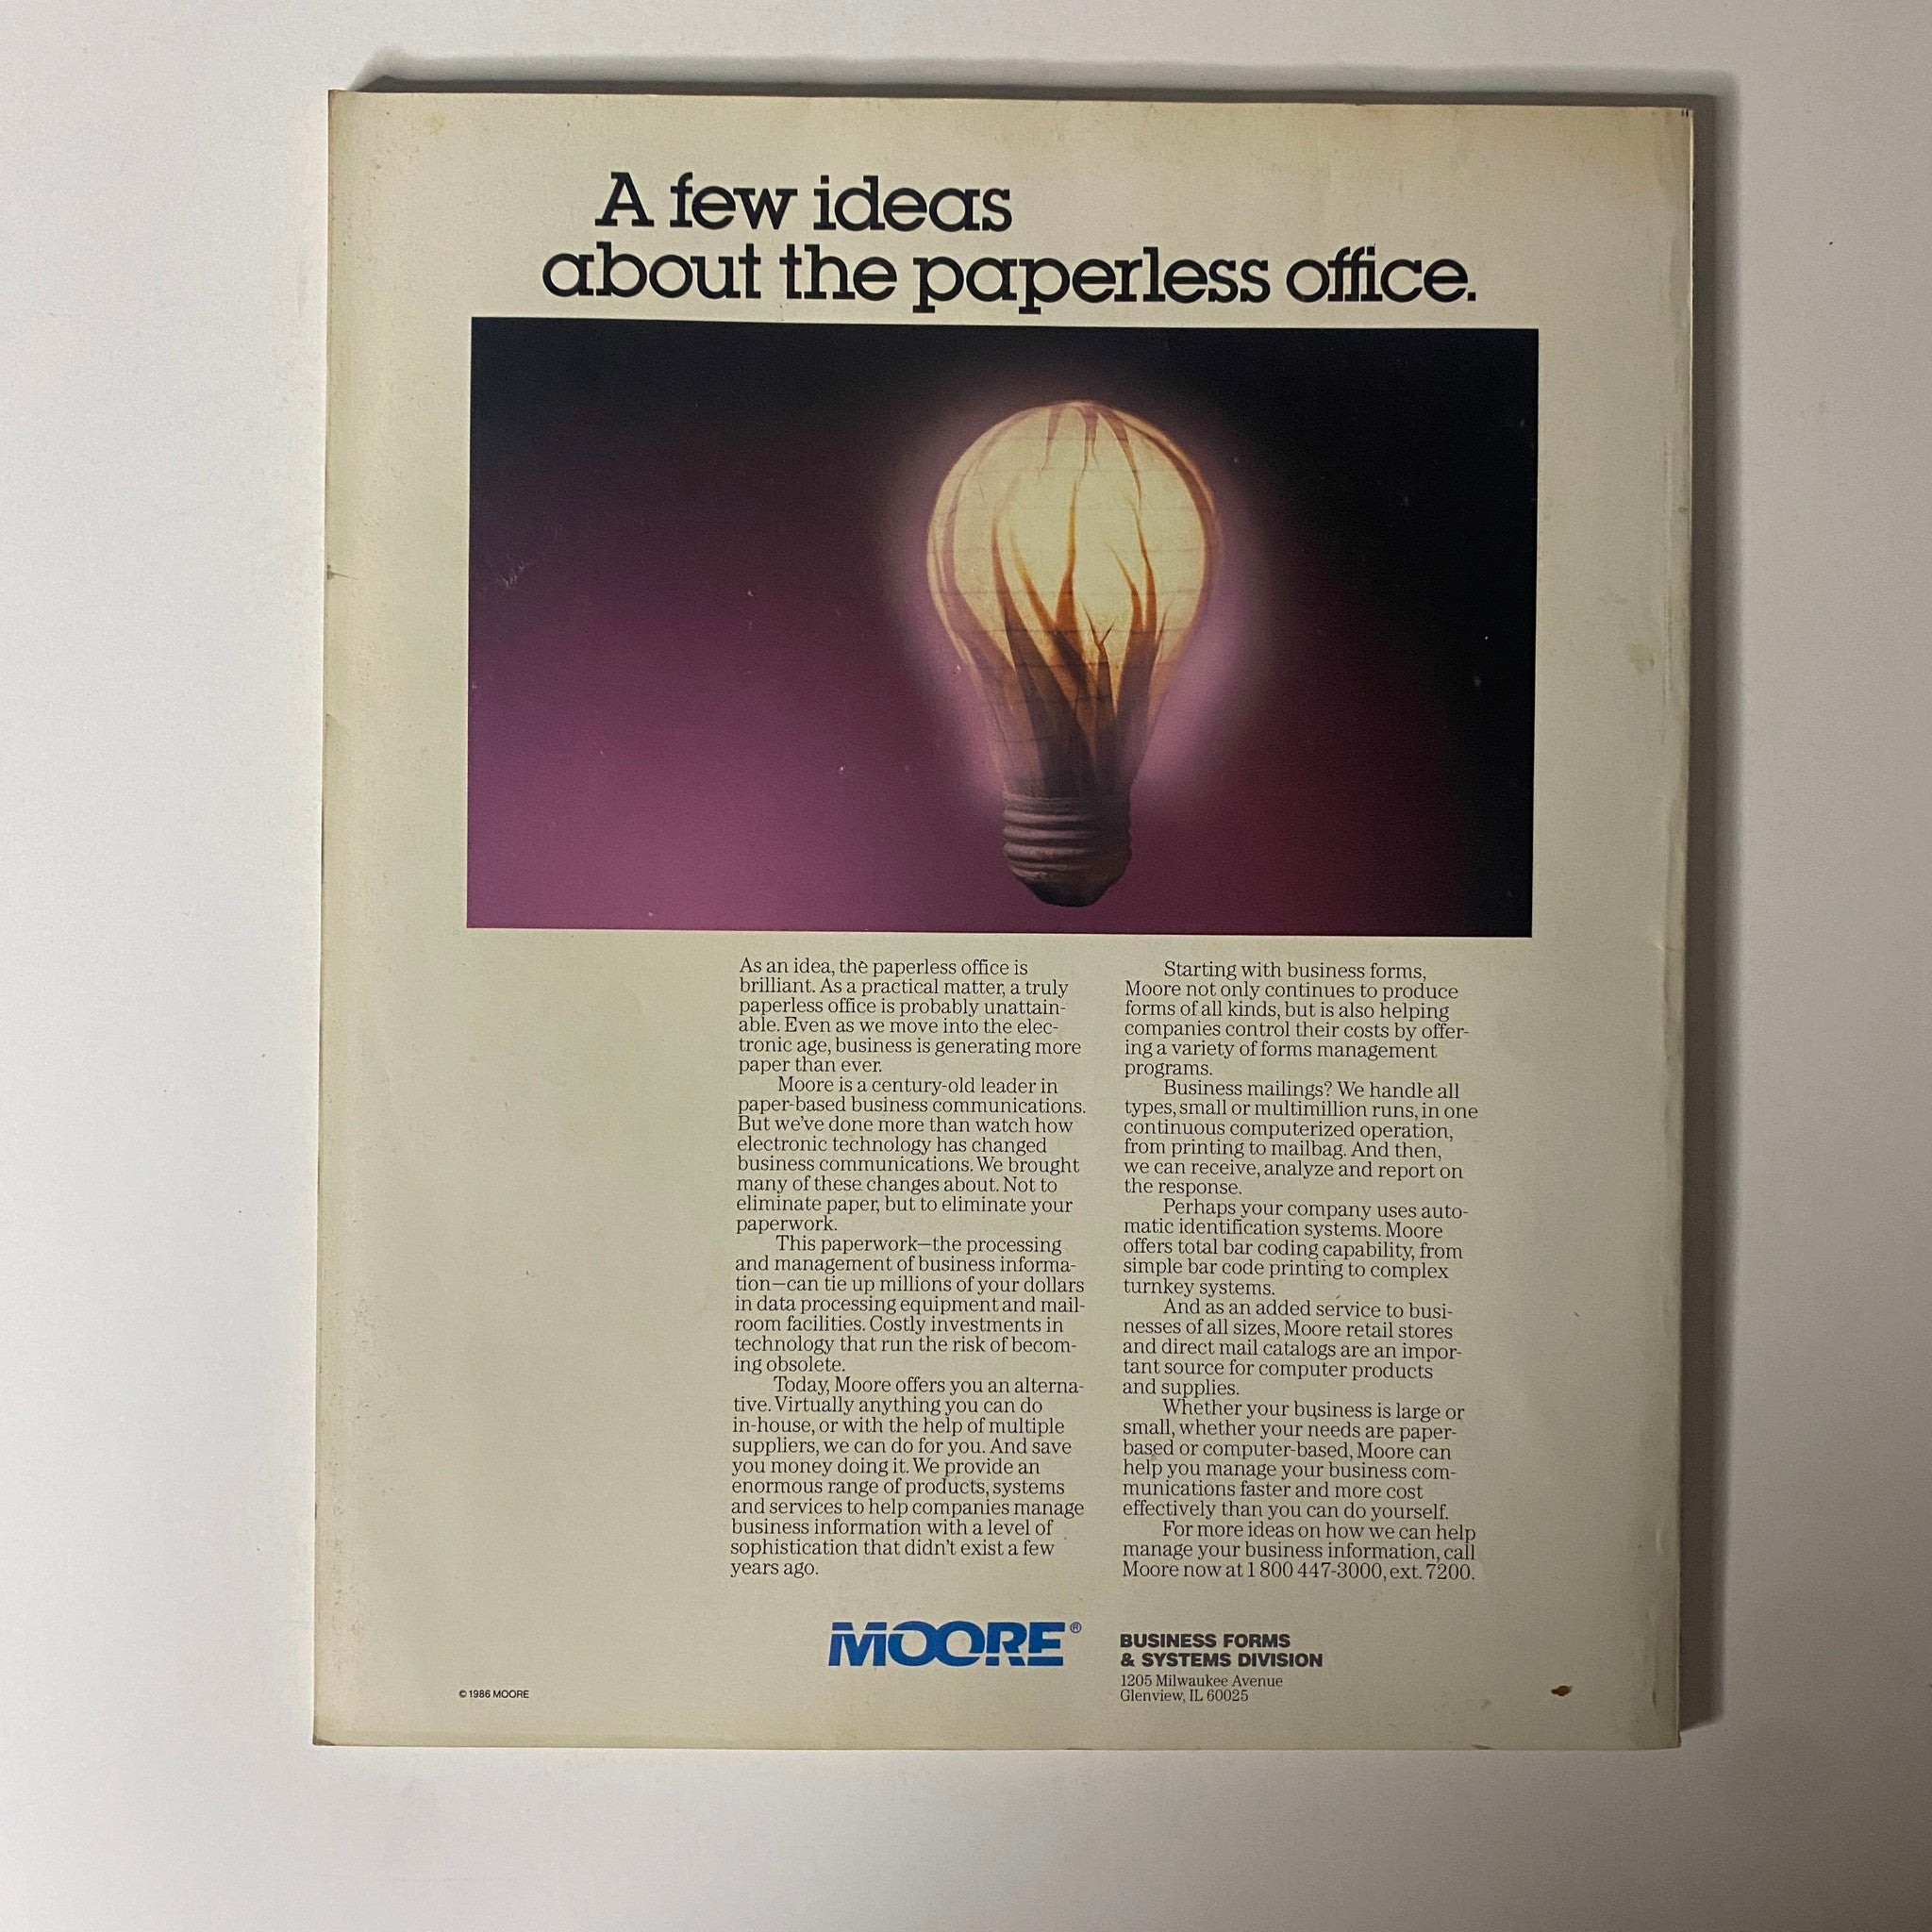 A few ideas
about the paperless office.
As an idea, the paperless office is
brilliant. As a practical matter, a truly
paperless office is probably unattain-
able. Even as we move into the elec-
tronic age, business is generating more
paper than ever.
Moore is a century-old leader in
paper-based business communications.
But we've done more than watch how
electronic technology has changed
business communications. We brought
many of these changes about. Not to
eliminate paper, but to eliminate your
paperwork.
This paperwork—the processing
and management of business informa-
tion—can tie up millions of your dollars
in data processing equipment and mail-
room facilities. Costly investments in
technology that run the risk of becom-
ing obsolete.
Today, Moore offers you an alterna-
tive. Virtually anything you can do
in-house, or with the help of multiple
suppliers, we can do for you. And save
you money doing it. We provide an
enormous range of products, systems
and services to help companies manage
business information with a level of
sophistication that didn't exist a few
years ago.
Starting with business forms,
Moore not only continues to produce
forms of all kinds, but is also helping
companies control their costs by offer-
ing a variety of forms management
programs.
Business mailings? We handle all
types, small or multimillion runs, in one
continuous computerized operation,
from printing to mailbag. And then,
we can receive, analyze and report on
the response.
Perhaps your company uses auto-
matic identification systems. Moore
offers total bar coding capability, from
simple bar code printing to complex
turnkey systems.
And as an added service to busi-
nesses of all sizes, Moore retail stores
and direct mail catalogs are an impor-
tant source for computer products
and supplies.
Whether your business is large or
small, whether your needs are paper-
based or computer-based, Moore can
help you manage your business com-
munications faster and more cost
effectively than you can do yourself.
For more ideas on how we can help
manage your business information, call
Moore now at 1 800 447-3000, ext. 7200.
MOORE®
BUSINESS FORMS
& SYSTEMS DIVISION
1205 Milwaukee Avenue
Glenview, IL 60025
© 1986 MOORE